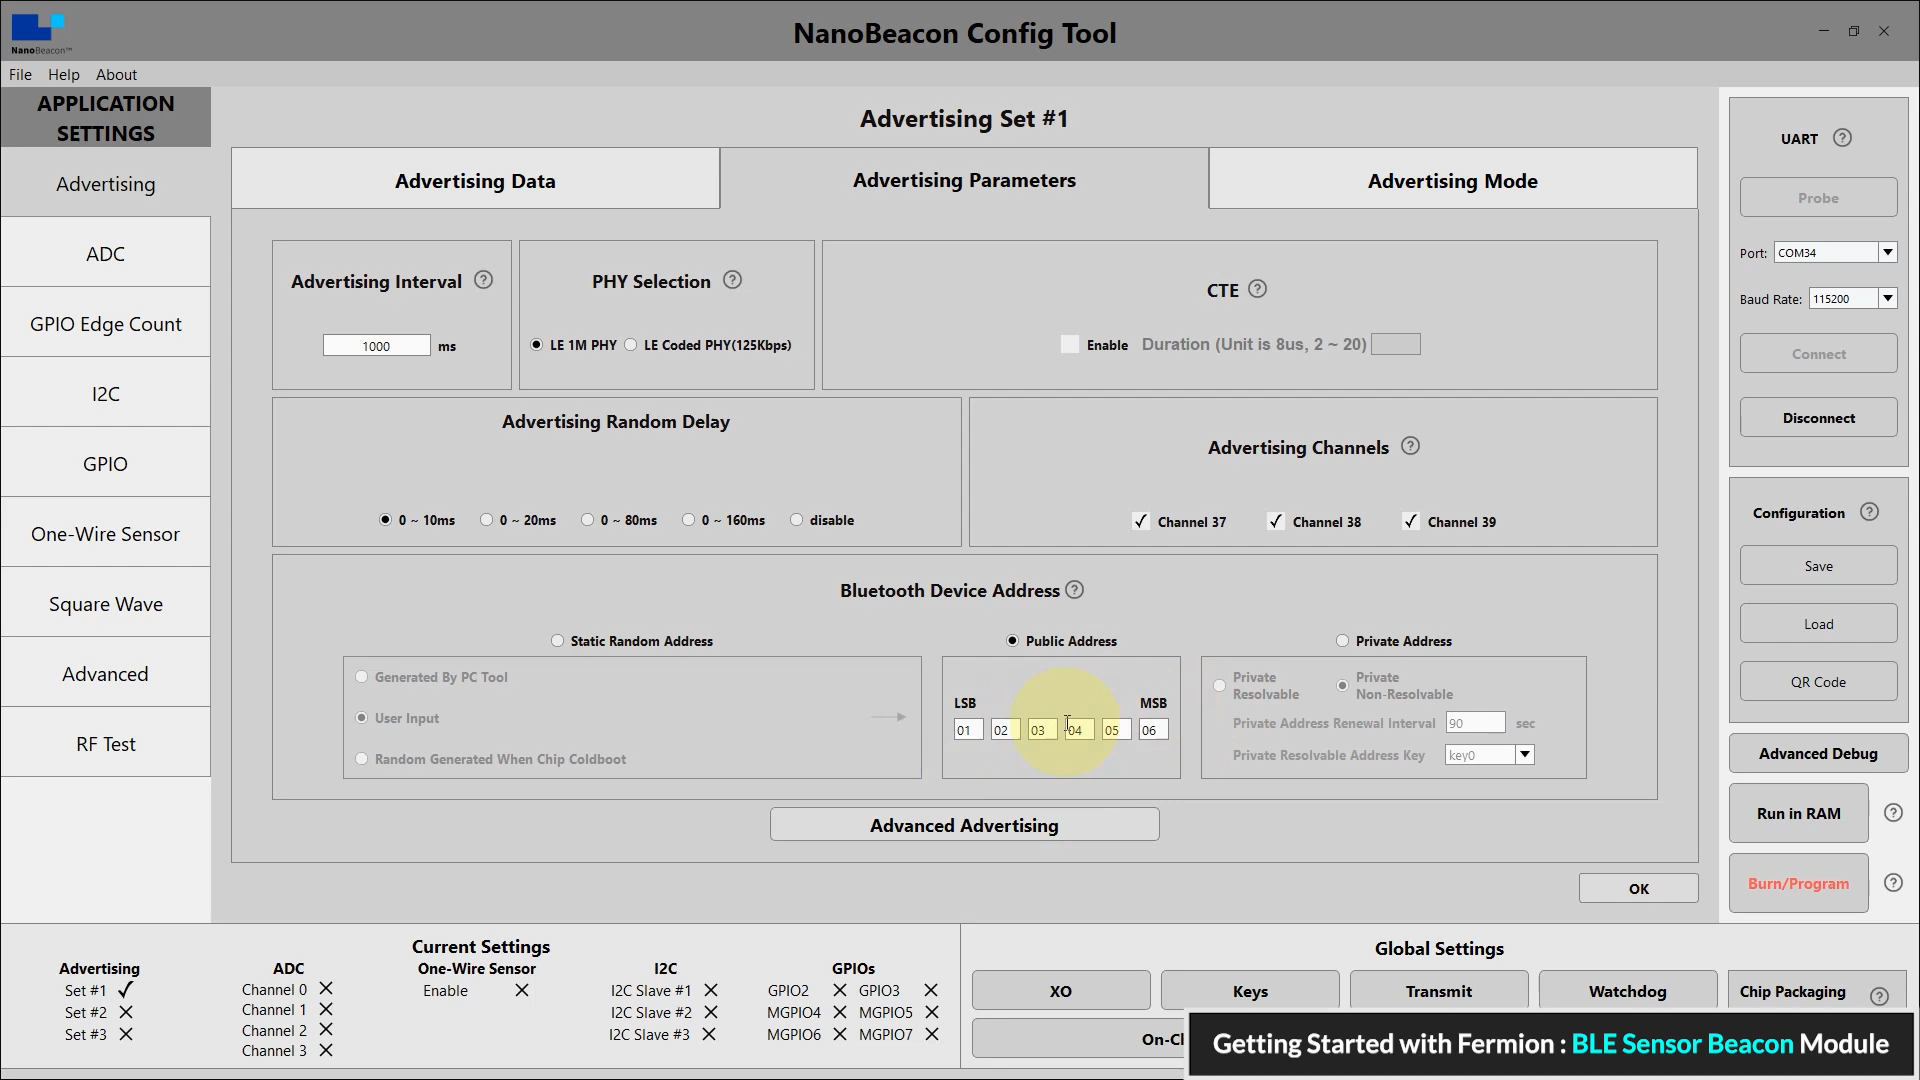 NanoBeacon Config Tool
NanoBeacon™
File Help About
APPLICATION
SETTINGS
Advertising
ADC
GPIO Edge Count
I2C
GPIO
One-Wire Sensor
Square Wave
Advanced
RF Test
Advertising Set #1
Advertising Data
Advertising Parameters
Advertising Mode
Advertising Interval ?
1000 ms
PHY Selection ?
LE 1M PHY LE Coded PHY(125Kbps)
CTE ?
Enable Duration (Unit is 8us, 2 ~ 20)
Advertising Random Delay
0 ~ 10ms 0 ~ 20ms 0 ~ 80ms 0 ~ 160ms disable
Advertising Channels ?
Channel 37 Channel 38 Channel 39
Bluetooth Device Address ?
Static Random Address
Generated By PC Tool
User Input
Random Generated When Chip Coldboot
Public Address
LSB MSB
01 02 03 04 05 06
Private Address
Private
Resolvable
Private
Non-Resolvable
Private Address Renewal Interval 90 sec
Private Resolvable Address Key key0
Advanced Advertising
OK
UART ?
Probe
Port: COM34
Baud Rate: 115200
Connect
Disconnect
Configuration ?
Save
Load
QR Code
Advanced Debug
Run in RAM ?
Burn/Program ?
Current Settings
Advertising
Set #1
Set #2
Set #3
ADC
Channel 0
Channel 1
Channel 2
Channel 3
One-Wire Sensor
Enable
I2C
I2C Slave #1
I2C Slave #2
I2C Slave #3
GPIOs
GPIO2 GPIO3
MGPIO4 MGPIO5
MGPIO6 MGPIO7
Global Settings
XO
Keys
Transmit
Watchdog
Chip Packaging ?
Getting Started with Fermion : BLE Sensor Beacon Module